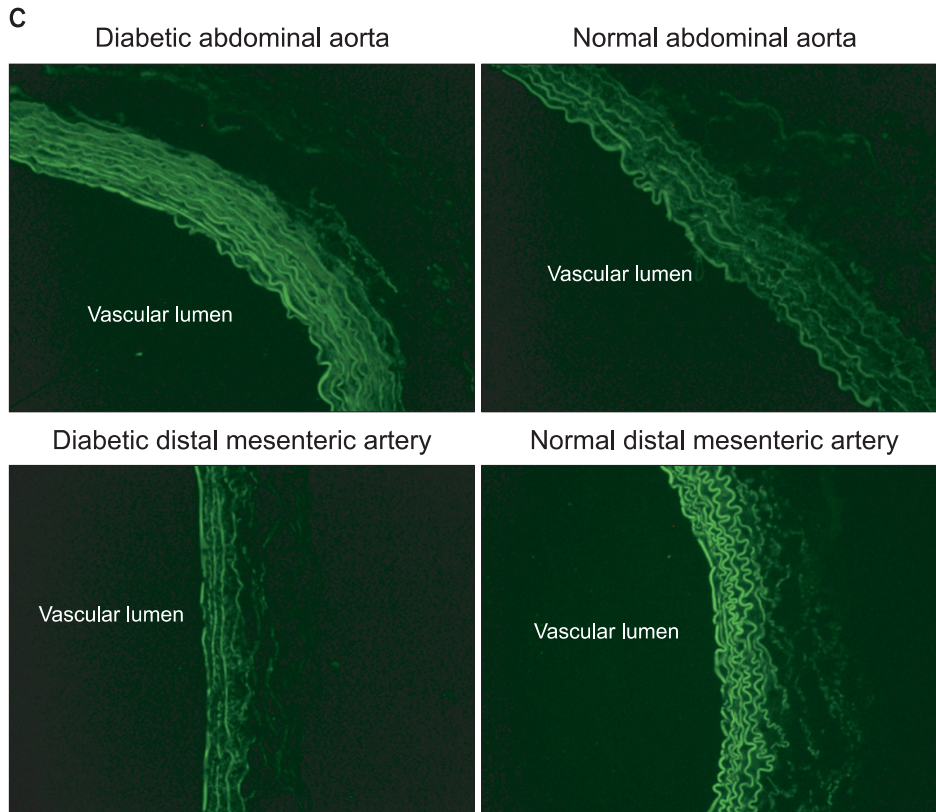 C
Diabetic abdominal aorta
Normal abdominal aorta
Vascular lumen
Vascular lumen
Diabetic distal mesenteric artery
Normal distal mesenteric artery
Vascular lumen
Vascular lumen